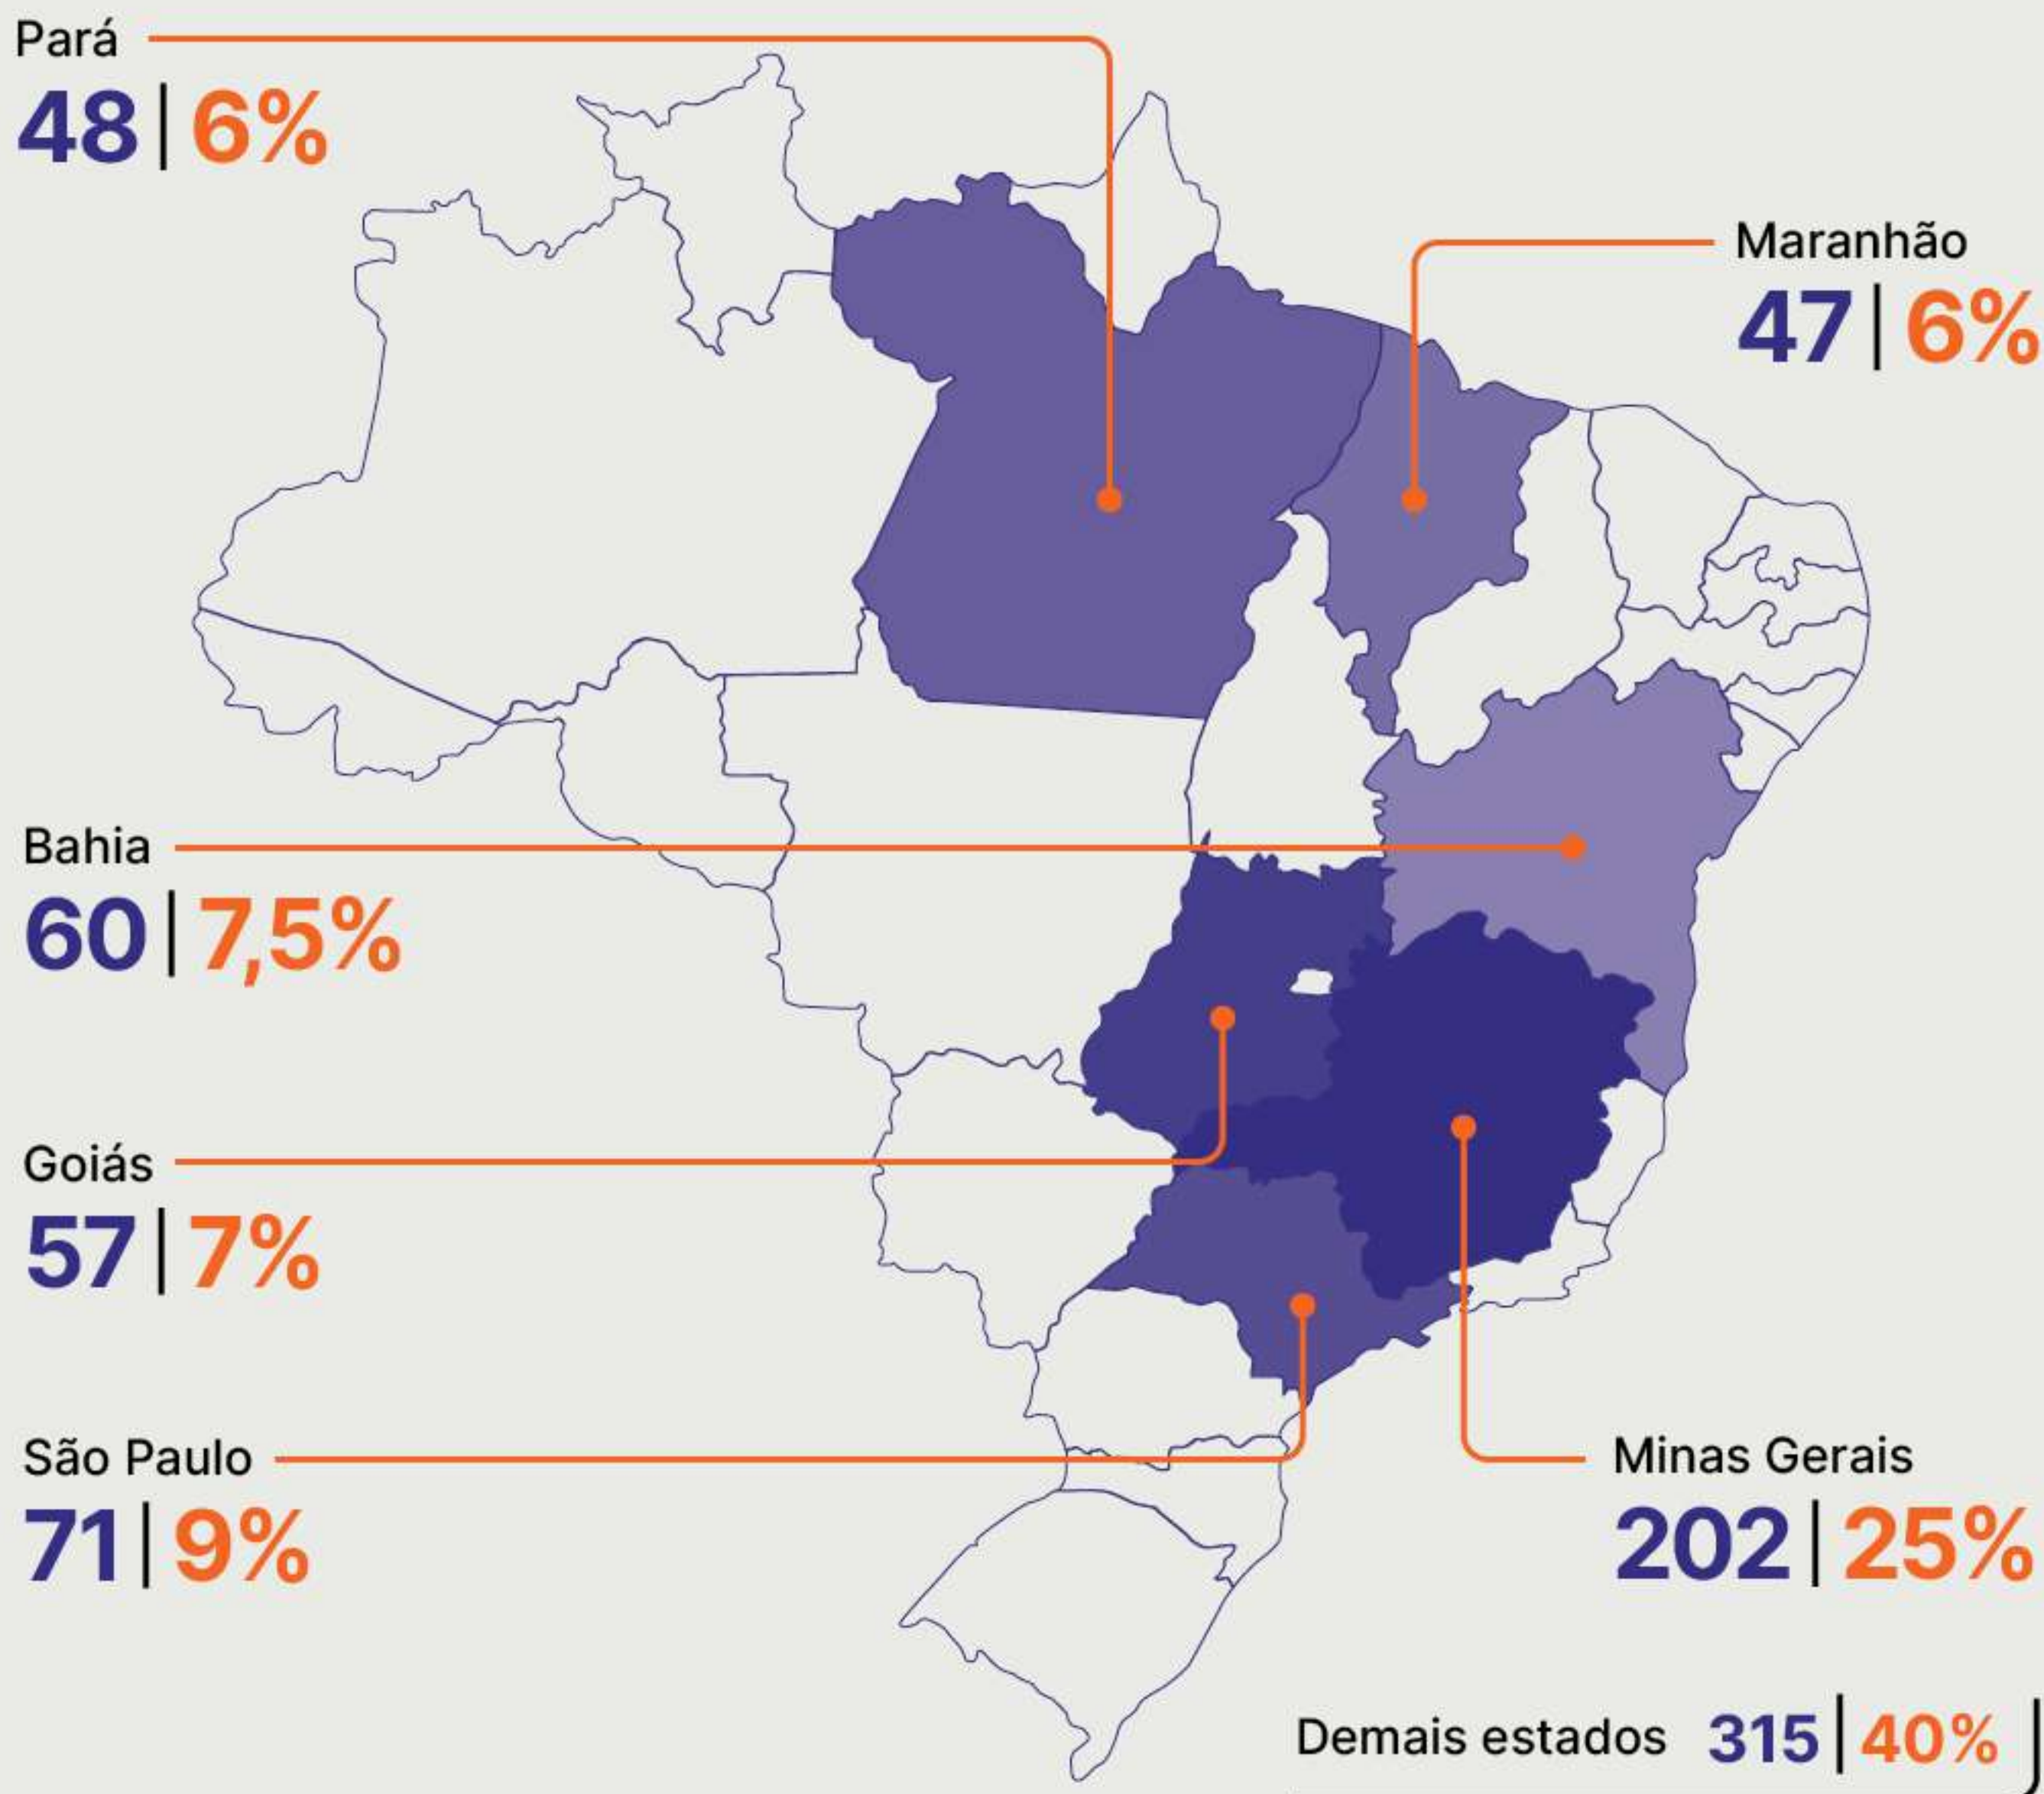 Pará
48 | 6%
Maranhão
47 | 6%
Bahia
60 | 7,5%
Goiás
57 | 7%
São Paulo
71 | 9%
Minas Gerais
202 | 25%
Demais estados 315 | 40%